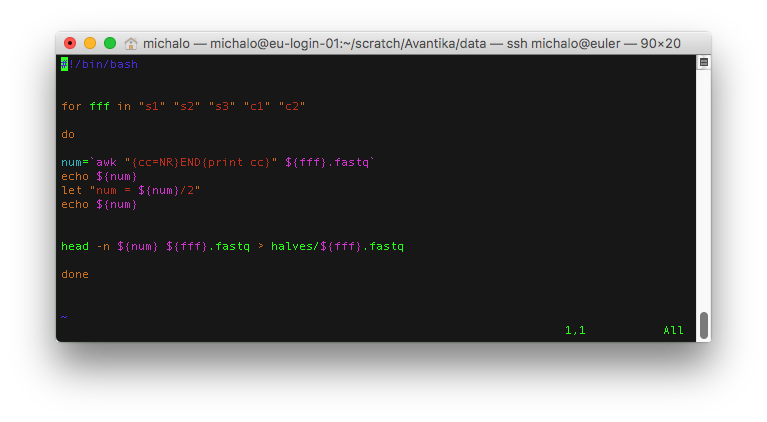 michalo — michalo@eu-login-01:~/scratch/Avantika/data — ssh michalo@euler — 90×20
#!/bin/bash
for fff in "s1" "s2" "s3" "c1" "c2"
do
num=`awk "{cc=NR}END{print cc}" ${fff}.fastq`
echo ${num}
let "num = ${num}/2"
echo ${num}
head -n ${num} ${fff}.fastq > halves/${fff}.fastq
done
~
1,1 All